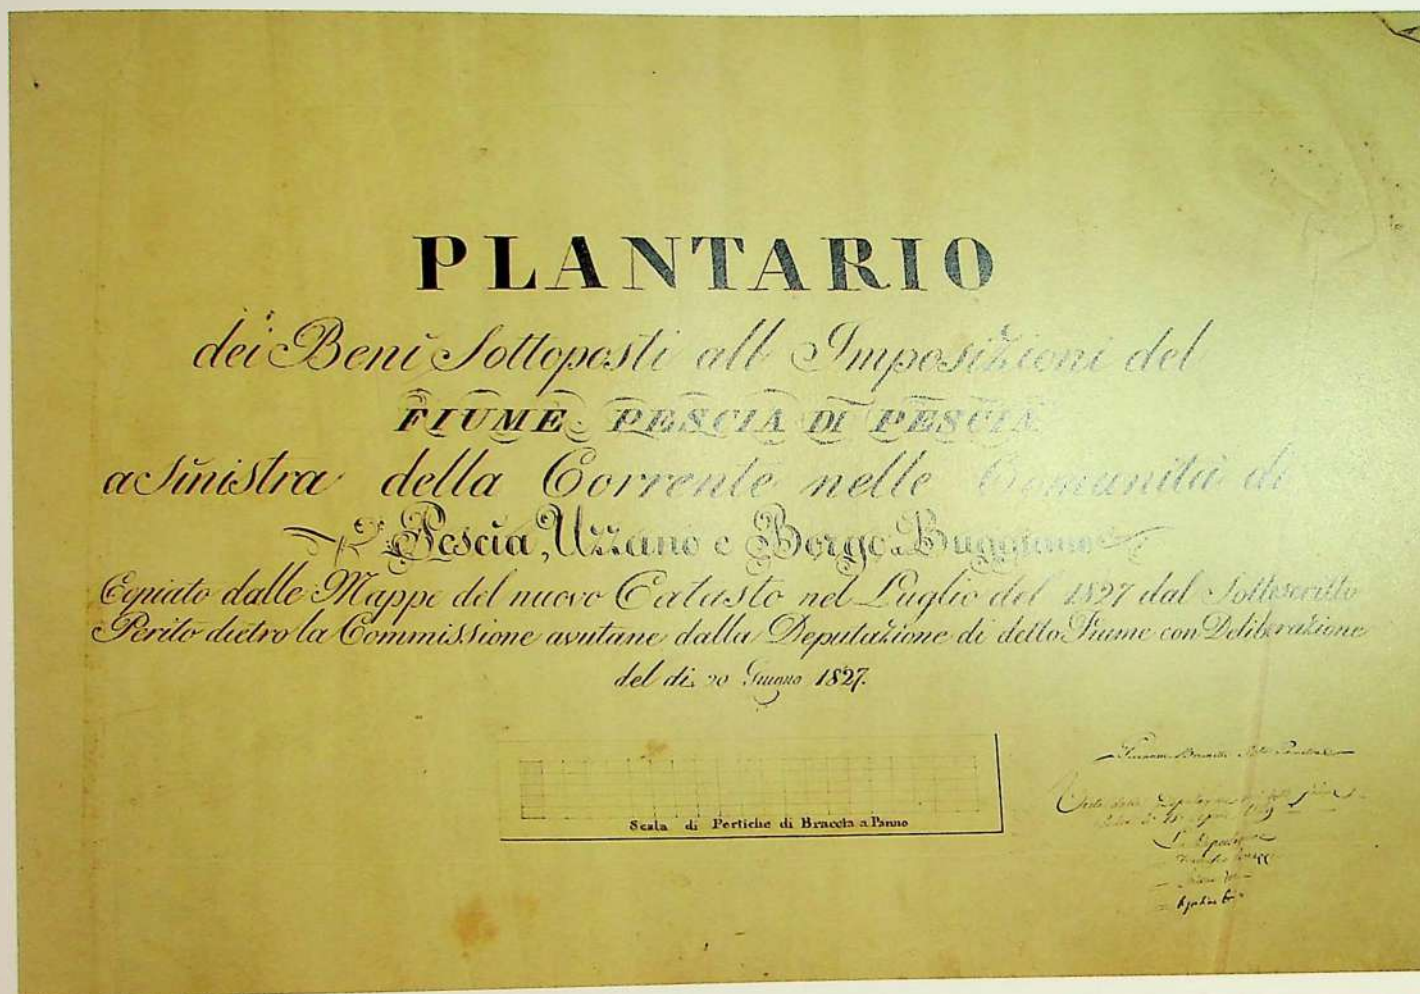 PLANTARIO
dei Beni Sottoposti all Imposizioni del
FIUME PESCIA DI PESCIA
a Sinistra della Corrente nelle Comunità di
Pescia, Uzzano e Borgo a Buggiano
Copiato dalle Mappe del nuovo Catasto nel Luglio del 1827 dal Sottoscritto
Perito dietro la Commissione avutane dalla Deputazione di detto Fiume con Deliberazione
del dì 20 Giugno 1827.
Scala di Pertiche di Braccia a Panno